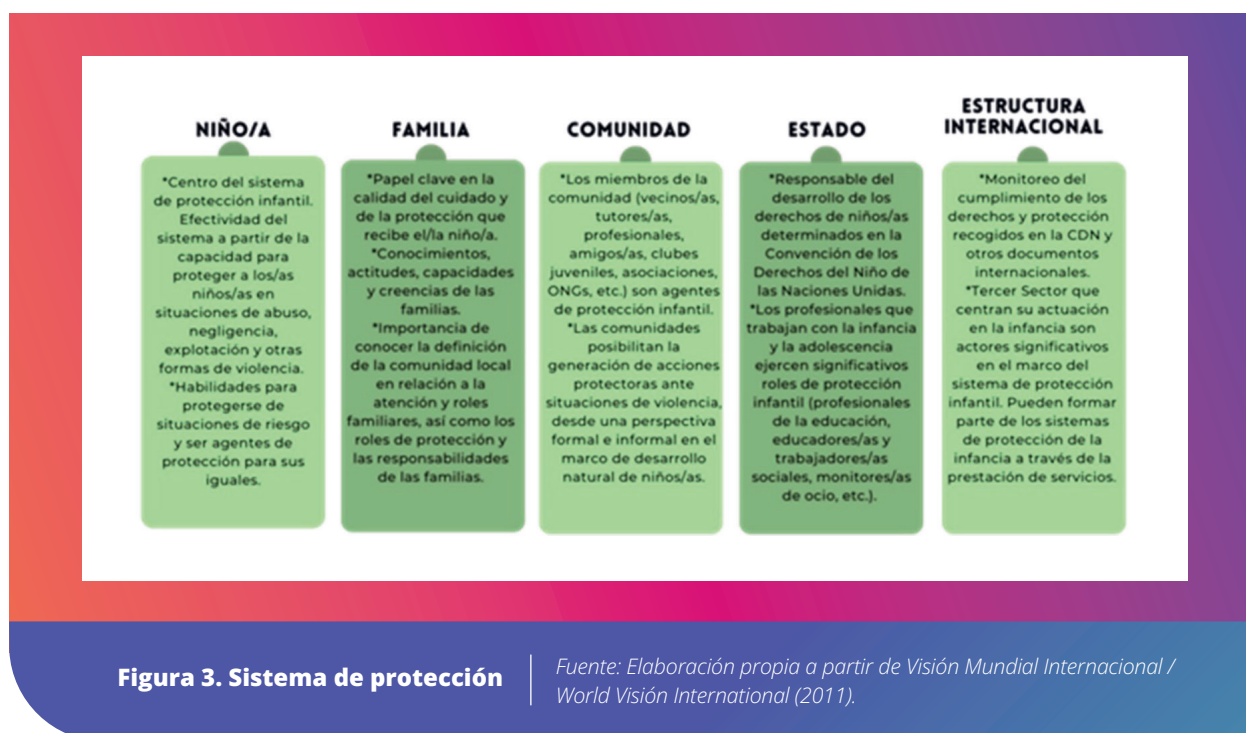 NIÑO/A
*Centro del sistema
de protección infantil.
Efectividad del
sistema a partir de la
capacidad para
proteger a los/as
niños/as en
situaciones de abuso,
negligencia,
explotación y otras
formas de violencia.
*Habilidades para
protegerse de
situaciones de riesgo
y ser agentes de
protección para sus
iguales.
FAMILIA
*Papel clave en la
calidad del cuidado y
de la protección que
recibe el/la niño/a.
*Conocimientos,
actitudes, capacidades
y creencias de las
familias.
*Importancia de
conocer la definición
de la comunidad local
en relación a la
atención y roles
familiares, así como los
roles de protección y
las responsabilidades
de las familias.
COMUNIDAD
*Los miembros de la
comunidad (vecinos/as,
tutores/as,
profesionales,
amigos/as, clubes
juveniles, asociaciones,
ONGs, etc.) son agentes
de protección infantil.
*Las comunidades
posibilitan la
generación de acciones
protectoras ante
situaciones de violencia,
desde una perspectiva
formal e informal en el
marco de desarrollo
natural de niños/as.
ESTADO
*Responsable del
desarrollo de los
derechos de niños/as
determinados en la
Convención de los
Derechos del Niño de
las Naciones Unidas.
*Los profesionales que
trabajan con la infancia
y la adolescencia
ejercen significativos
roles de protección
infantil (profesionales
de la educación,
educadores/as y
trabajadores/as
sociales, monitores/as
de ocio, etc.).
ESTRUCTURA
INTERNACIONAL
*Monitoreo del
cumplimiento de los
derechos y protección
recogidos en la CDN y
otros documentos
internacionales.
*Tercer Sector que
centran su actuación
en la infancia son
actores significativos
en el marco del
sistema de protección
infantil. Pueden formar
parte de los sistemas
de protección de la
infancia a través de la
prestación de servicios.
Figura 3. Sistema de protección
Fuente: Elaboración propia a partir de Visión Mundial Internacional /
World Visión International (2011).